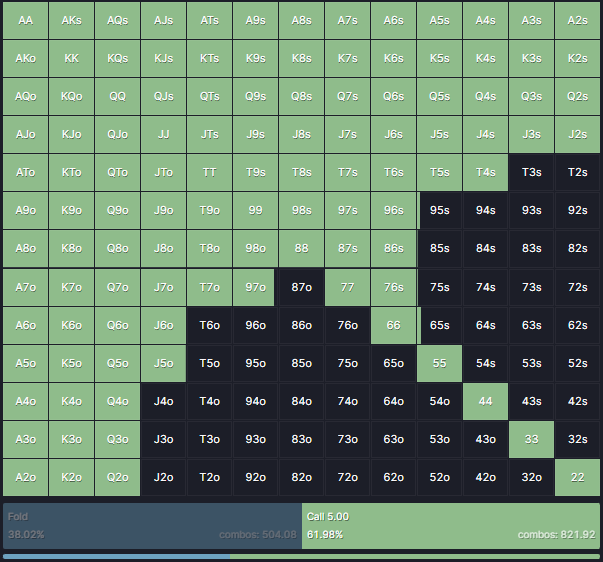 AA AKs AQs AJs ATs A9s A8s A7s A6s A5s A4s A3s A2s
AKo KK KQs KJs KTs K9s K8s K7s K6s K5s K4s K3s K2s
AQo KQo QQ QJs QTs Q9s Q8s Q7s Q6s Q5s Q4s Q3s Q2s
AJo KJo QJo JJ JTs J9s J8s J7s J6s J5s J4s J3s J2s
ATo KTo QTo JTo TT T9s T8s T7s T6s T5s T4s T3s T2s
A9o K9o Q9o J9o T9o 99 98s 97s 96s 95s 94s 93s 92s
A8o K8o Q8o J8o T8o 98o 88 87s 86s 85s 84s 83s 82s
A7o K7o Q7o J7o T7o 97o 87o 77 76s 75s 74s 73s 72s
A6o K6o Q6o J6o T6o 96o 86o 76o 66 65s 64s 63s 62s
A5o K5o Q5o J5o T5o 95o 85o 75o 65o 55 54s 53s 52s
A4o K4o Q4o J4o T4o 94o 84o 74o 64o 54o 44 43s 42s
A3o K3o Q3o J3o T3o 93o 83o 73o 63o 53o 43o 33 32s
A2o K2o Q2o J2o T2o 92o 82o 72o 62o 52o 42o 32o 22
Fold Call 5.00
38.02% combos: 504.08 61.98% combos: 821.92